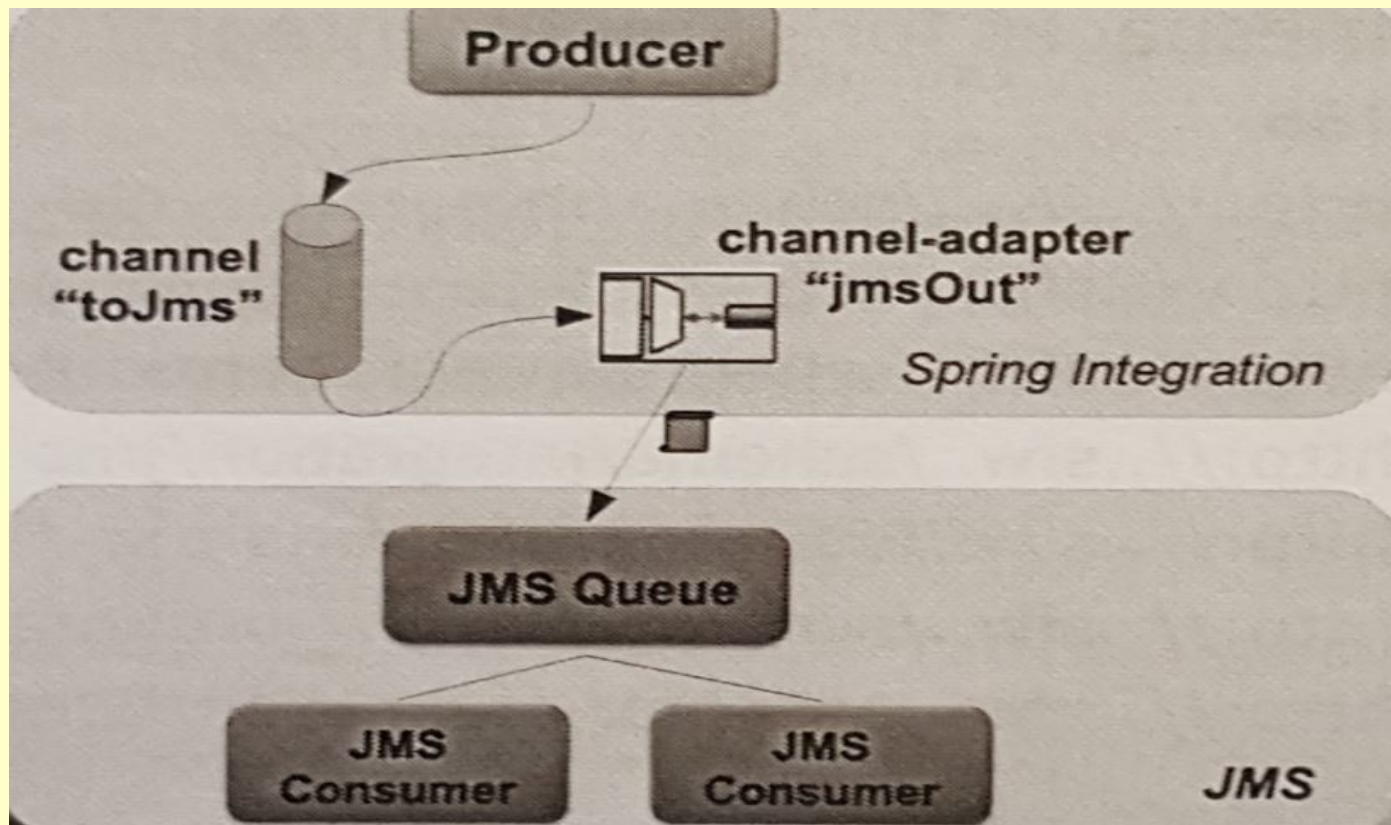 Producer
channel
“toJms”
channel-adapter
“jmsOut”
Spring Integration
JMS Queue
JMS
Consumer
JMS
Consumer
JMS